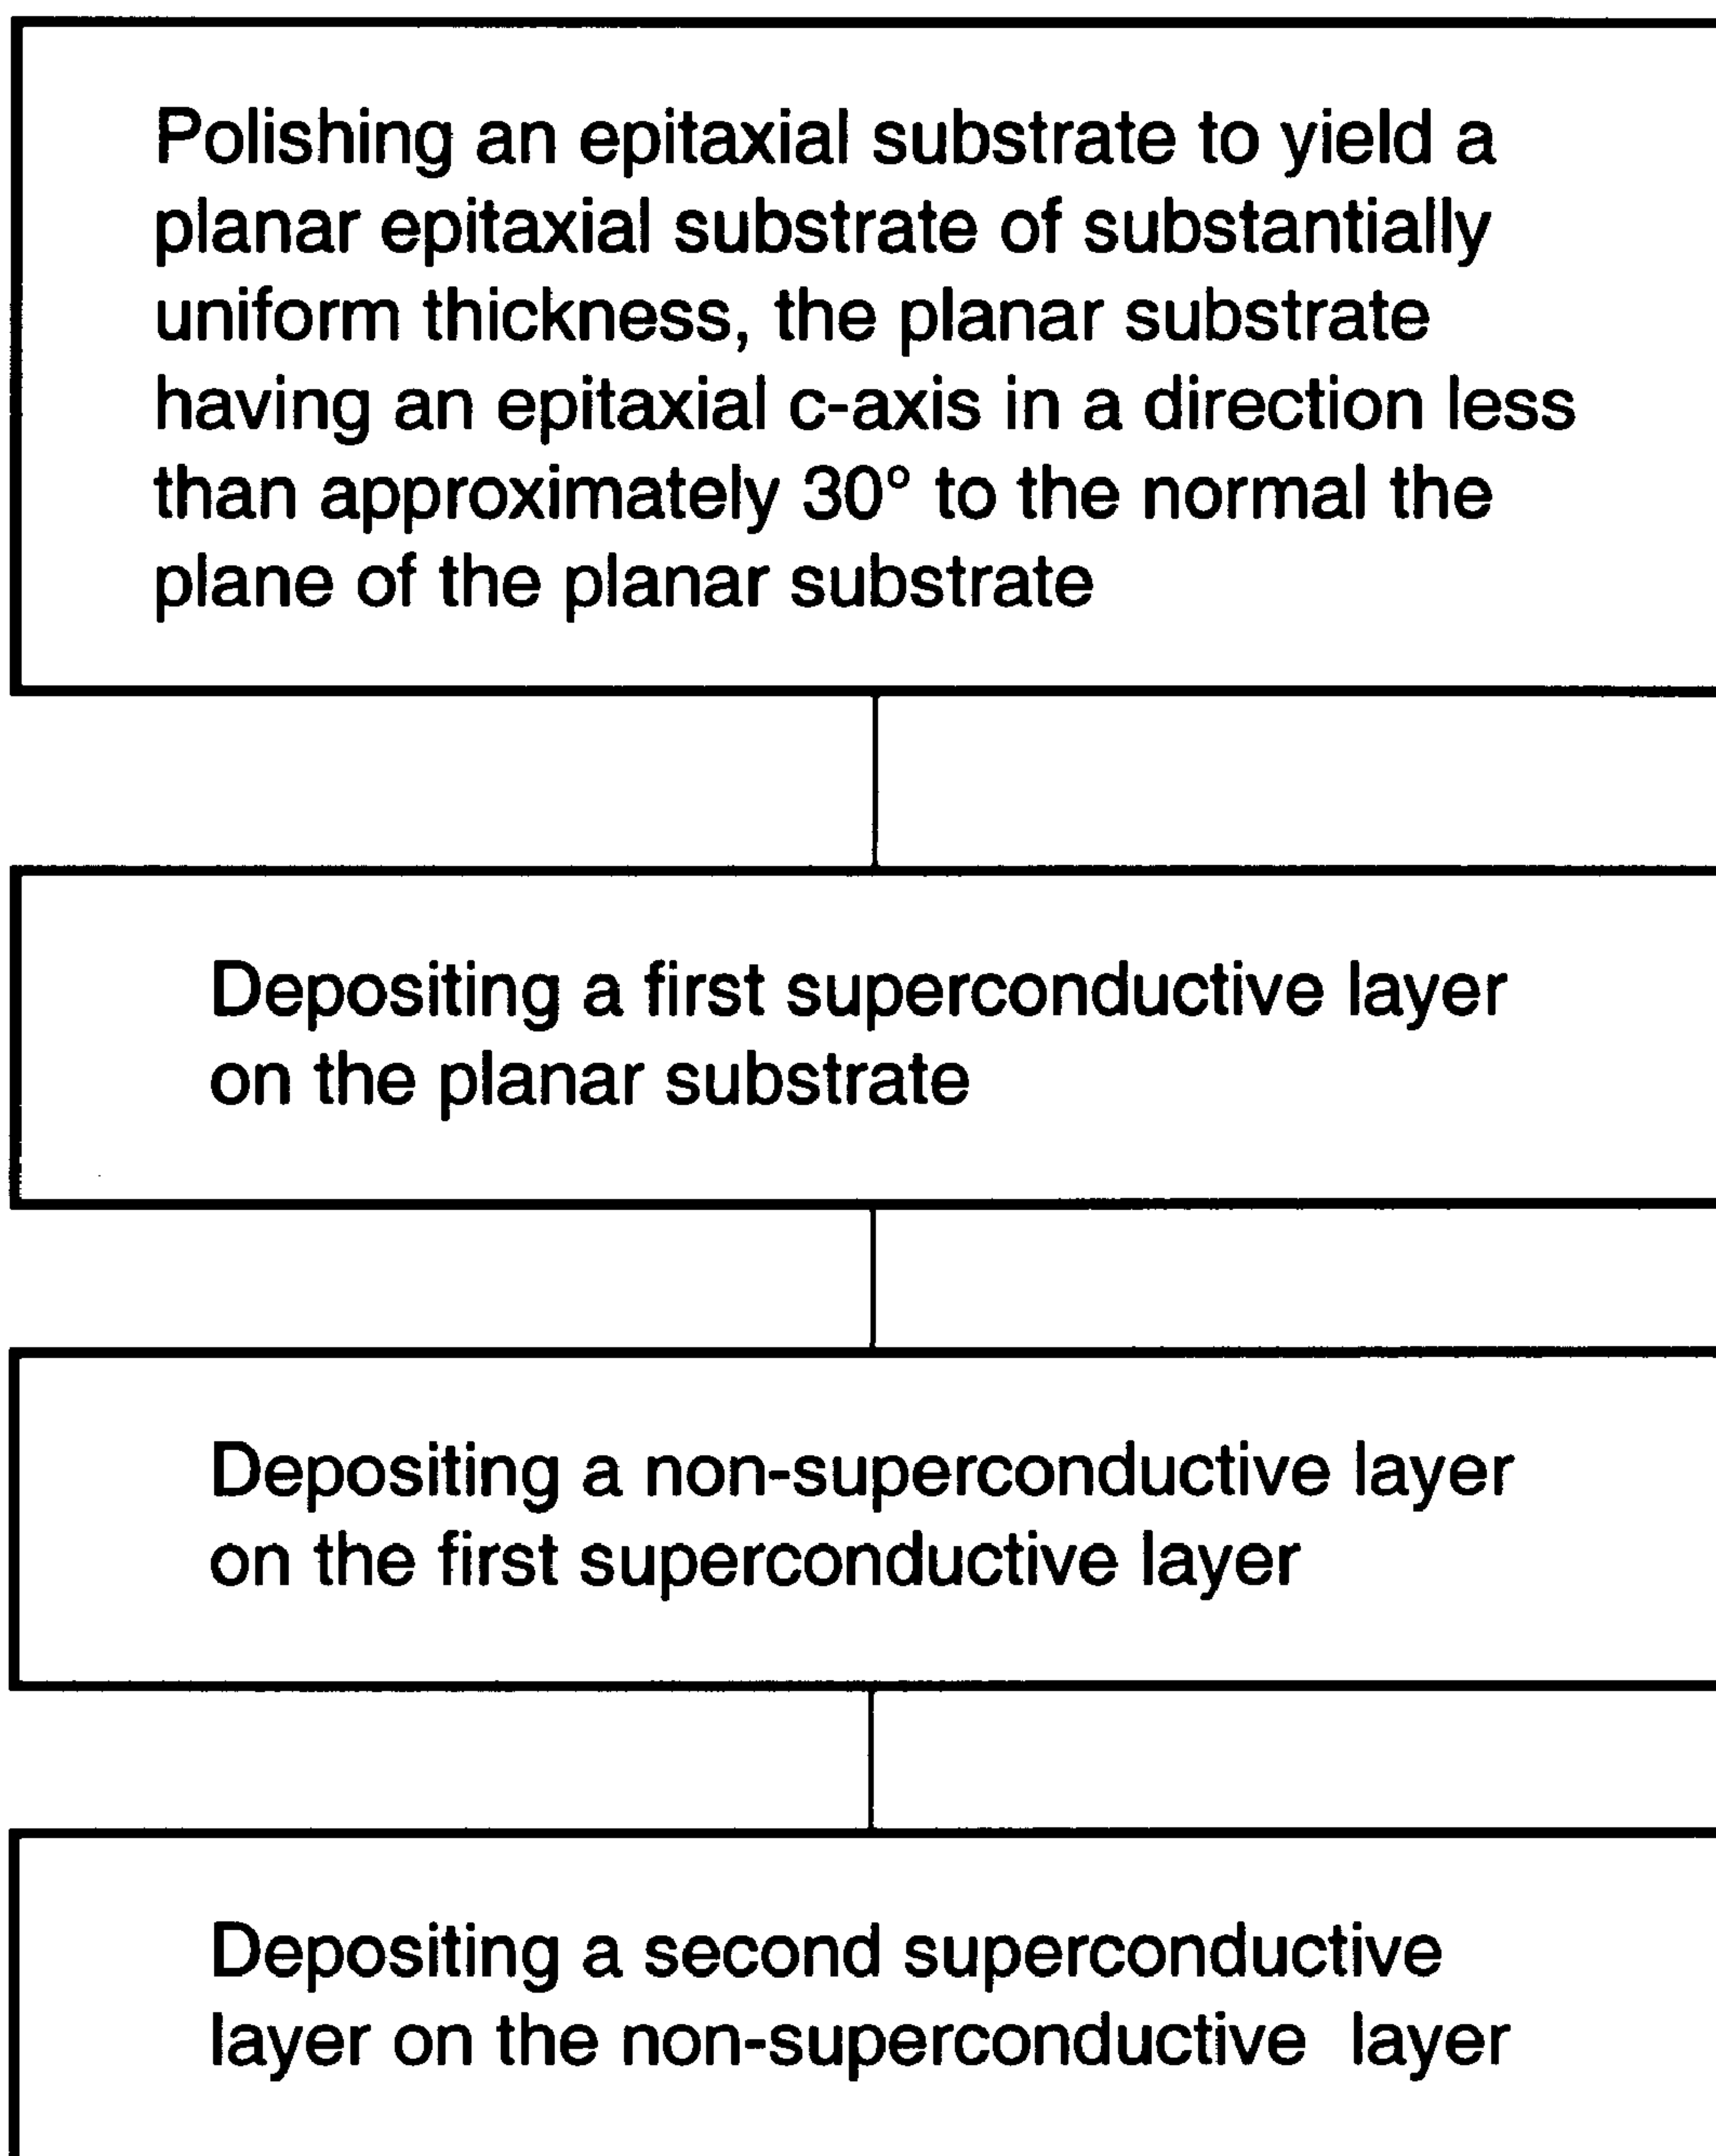 Polishing an epitaxial substrate to yield a
planar epitaxial substrate of substantially
uniform thickness, the planar substrate
having an epitaxial c-axis in a direction less
than approximately 30° to the normal the
plane of the planar substrate
Depositing a first superconductive layer
on the planar substrate
Depositing a non-superconductive layer
on the first superconductive layer
Depositing a second superconductive
layer on the non-superconductive layer